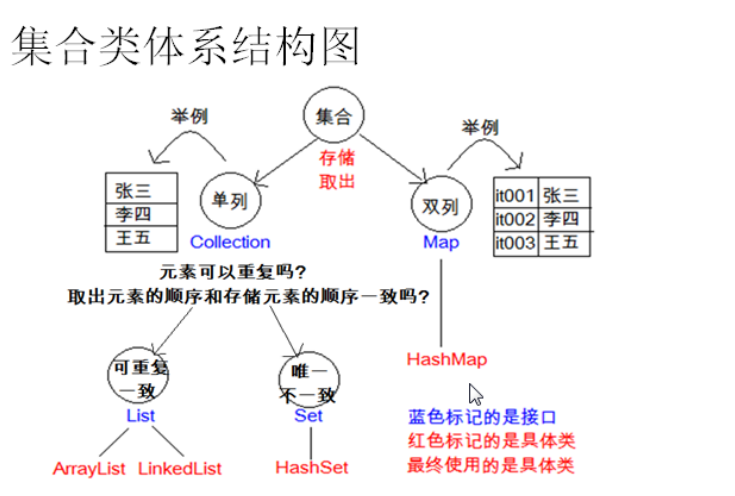 集合类体系结构图
集合
举例
举例
存储
取出
张三
李四
王五
单列
双列
it001 张三
it002 李四
it003 王五
Collection
Map
元素可以重复吗?
取出元素的顺序和存储元素的顺序一致吗?
HashMap
可重复
一致
唯一
不一致
List
Set
蓝色标记的是接口
红色标记的是具体类
最终使用的是具体类
ArrayList LinkedList
HashSet